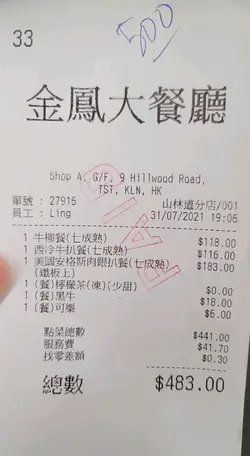 500
33
金鳳大餐廳
Shop A, G/F, 9 Hillwood Road,
TST, KLN, HK
單號 : 27916 山林道分店/001
員工 : Ling 31/07/2021 19:06
1 牛柳餐(七成熟) $118.00
1 西冷牛扒餐(七成熟) $116.00
1 美國安格斯肉眼扒餐(七成熟) $183.00
(鐵板上)
1 (餐)檸檬茶(凍)(少甜) $0.00
1 (餐)黑牛 $18.00
1 (餐)可樂 $6.00
點菜總數 $441.00
服務費 $41.70
找零差額 $0.30
總數 $483.00
PAID